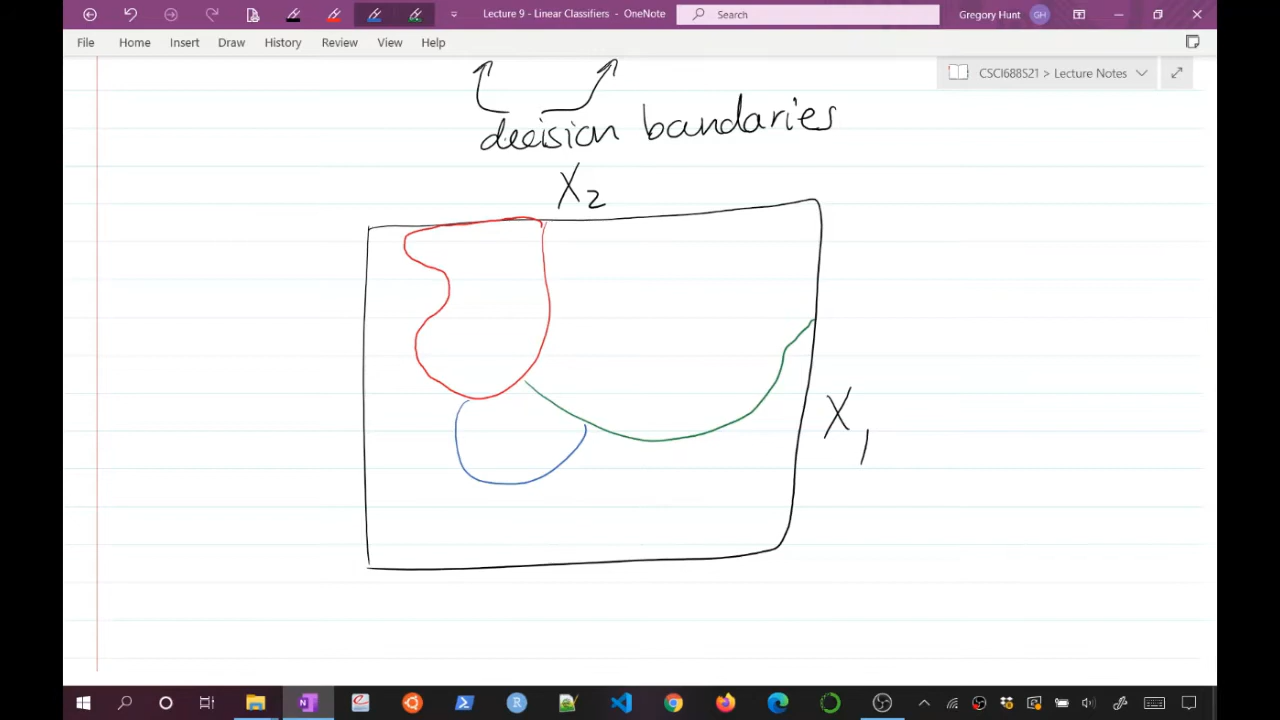 Lecture 9 - Linear Classifiers - OneNote
Search
Gregory Hunt
GH
File Home Insert Draw History Review View Help
CSCI688S21 > Lecture Notes
decision boundaries
X2
X1